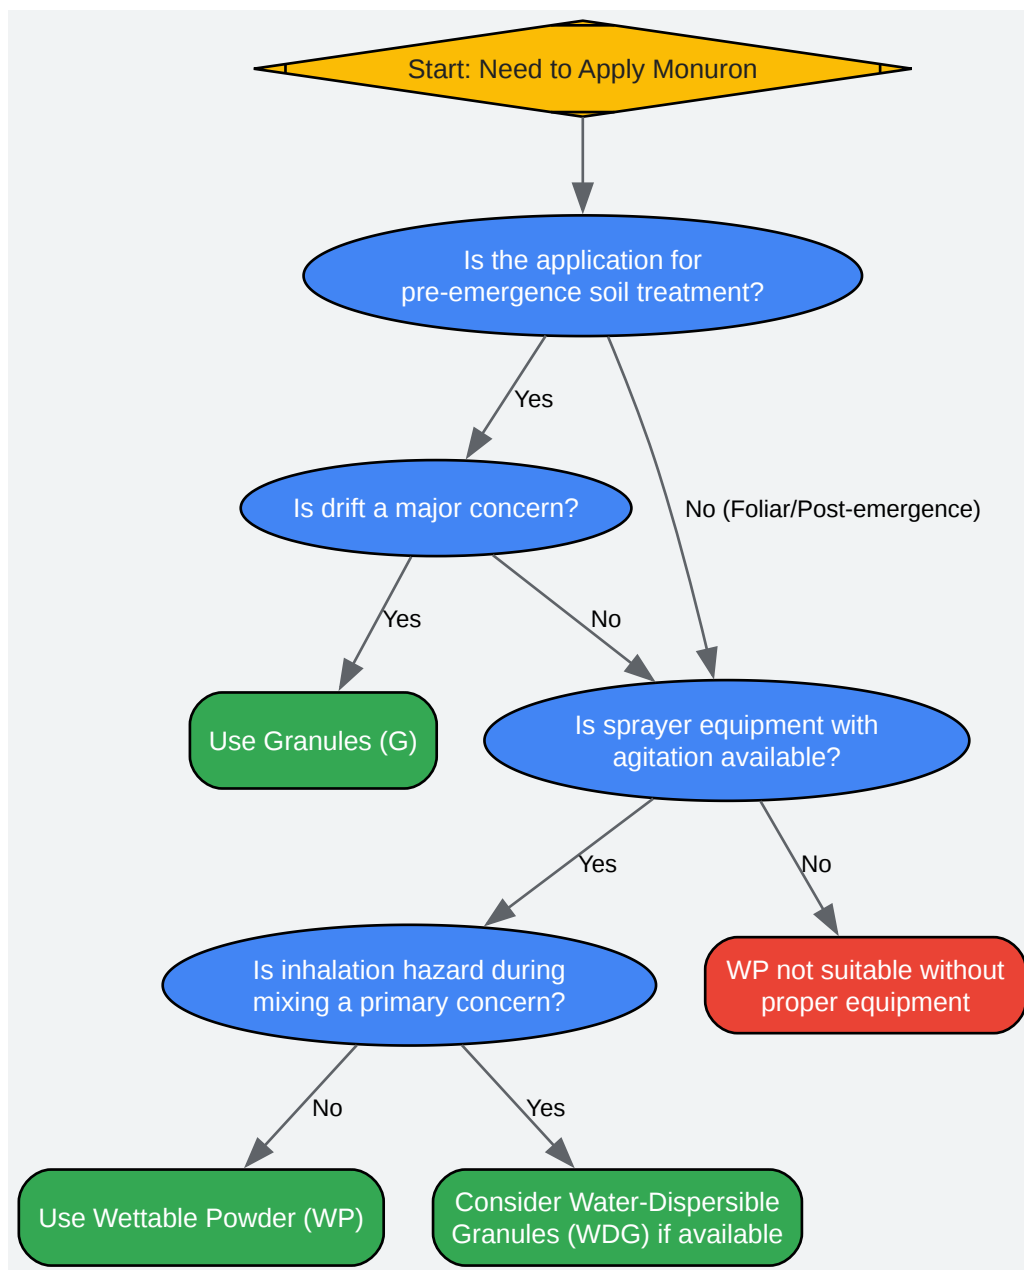 Start: Need to Apply Monuron
Is the application for
pre-emergence soil treatment?
Yes
Is drift a major concern?
No (Foliar/Post-emergence)
Yes
No
Use Granules (G)
Is sprayer equipment with
agitation available?
Yes
No
Is inhalation hazard during
mixing a primary concern?
WP not suitable without
proper equipment
No
Yes
Use Wettable Powder (WP)
Consider Water-Dispersible
Granules (WDG) if available